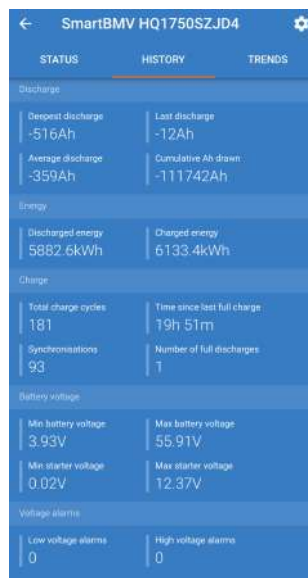 SmartBMV HQ1750SZJD4
STATUS HISTORY TRENDS
Discharge
Deepest discharge Last discharge
-516Ah -12Ah
Average discharge Cumulative Ah drawn
-359Ah -111742Ah
Energy
Discharged energy Charged energy
5882.6kWh 6133.4kWh
Charge
Total charge cycles Time since last full charge
181 19h 51m
Synchronisations Number of full discharges
93 1
Battery voltage
Min battery voltage Max battery voltage
3.93V 55.91V
Min starter voltage Max starter voltage
0.02V 12.37V
Voltage alarms
Low voltage alarms High voltage alarms
0 0